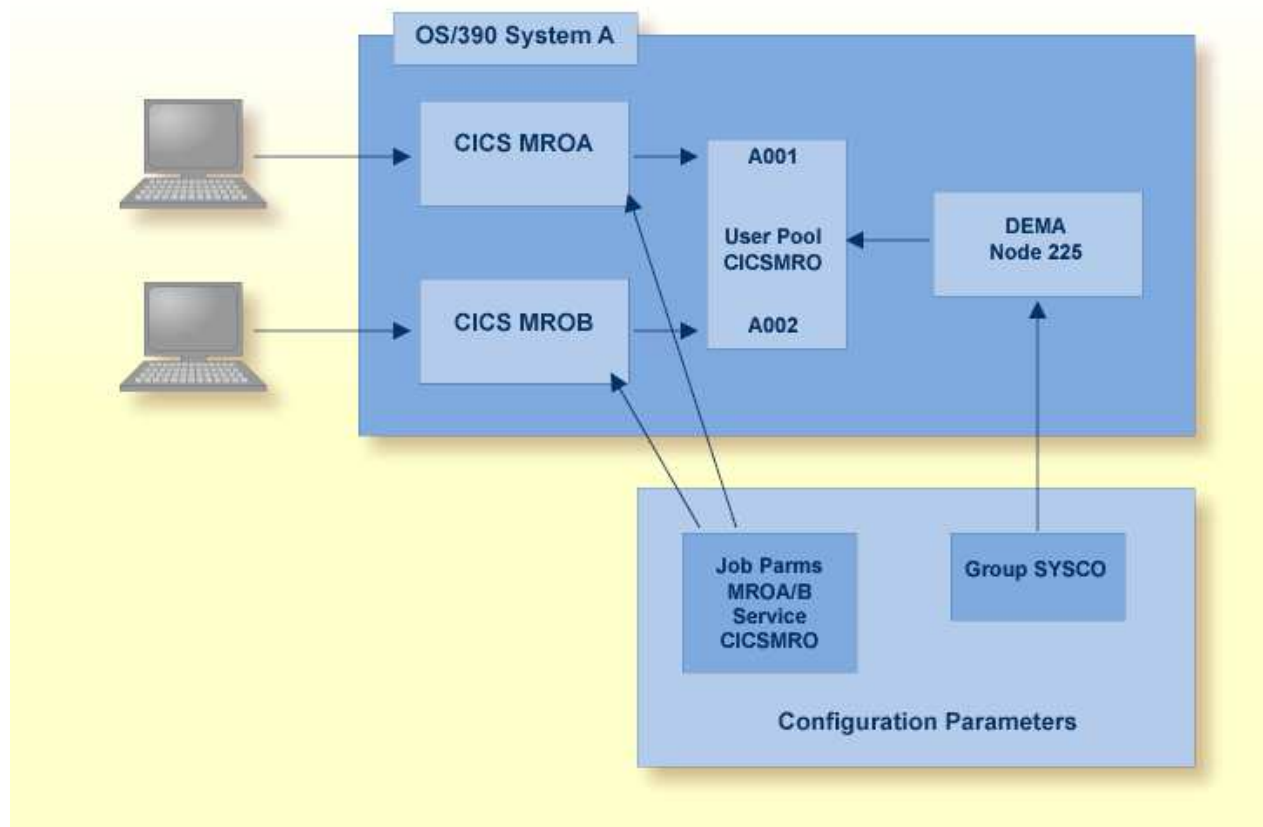 OS/390 System A
CICS MROA
A001
User Pool
CICSMRO
A002
DEMA
Node 225
CICS MROB
Job Parms
MROA/B
Service
CICSMRO
Group SYSCO
Configuration Parameters